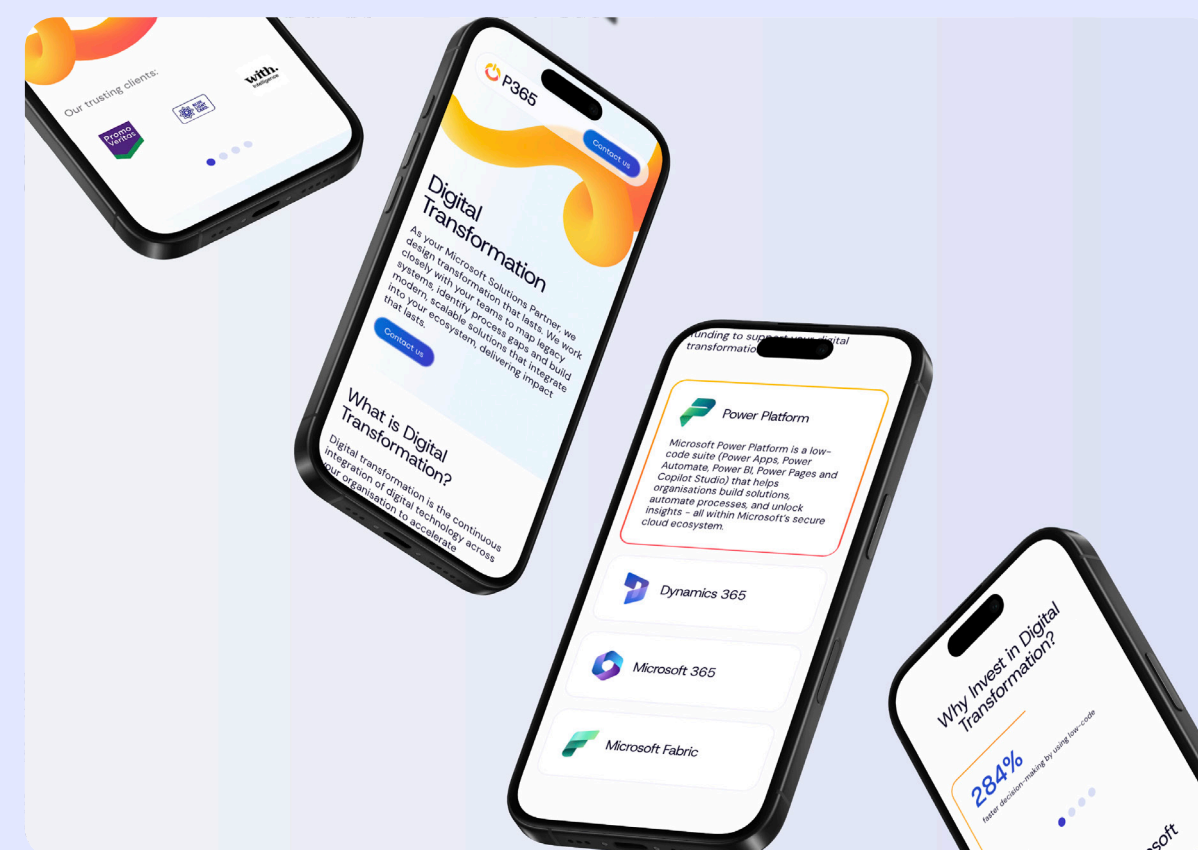 Our trusting clients:
with.
Intelligence
Promo
Veritas
P365
Contact us
Digital
Transformation
As your Microsoft Solutions Partner, we
design transformation that lasts. We work
closely with your teams to map legacy
systems, identify process gaps and build
modern, scalable solutions that integrate
into your ecosystem, delivering impact
that lasts.
Contact us
What is Digital
Transformation?
Digital transformation is the continuous
integration of digital technology across
your organisation to accelerate
funding to support your digital
Power Platform
Microsoft Power Platform is a low-
code suite (Power Apps, Power
Automate, Power BI, Power Pages and
Copilot Studio) that helps
organisations build solutions,
automate processes, and unlock
insights - all within Microsoft's secure
cloud ecosystem.
Dynamics 365
Microsoft 365
Microsoft Fabric
Why Invest in Digital
Transformation?
284%
faster decision-making by using low-code